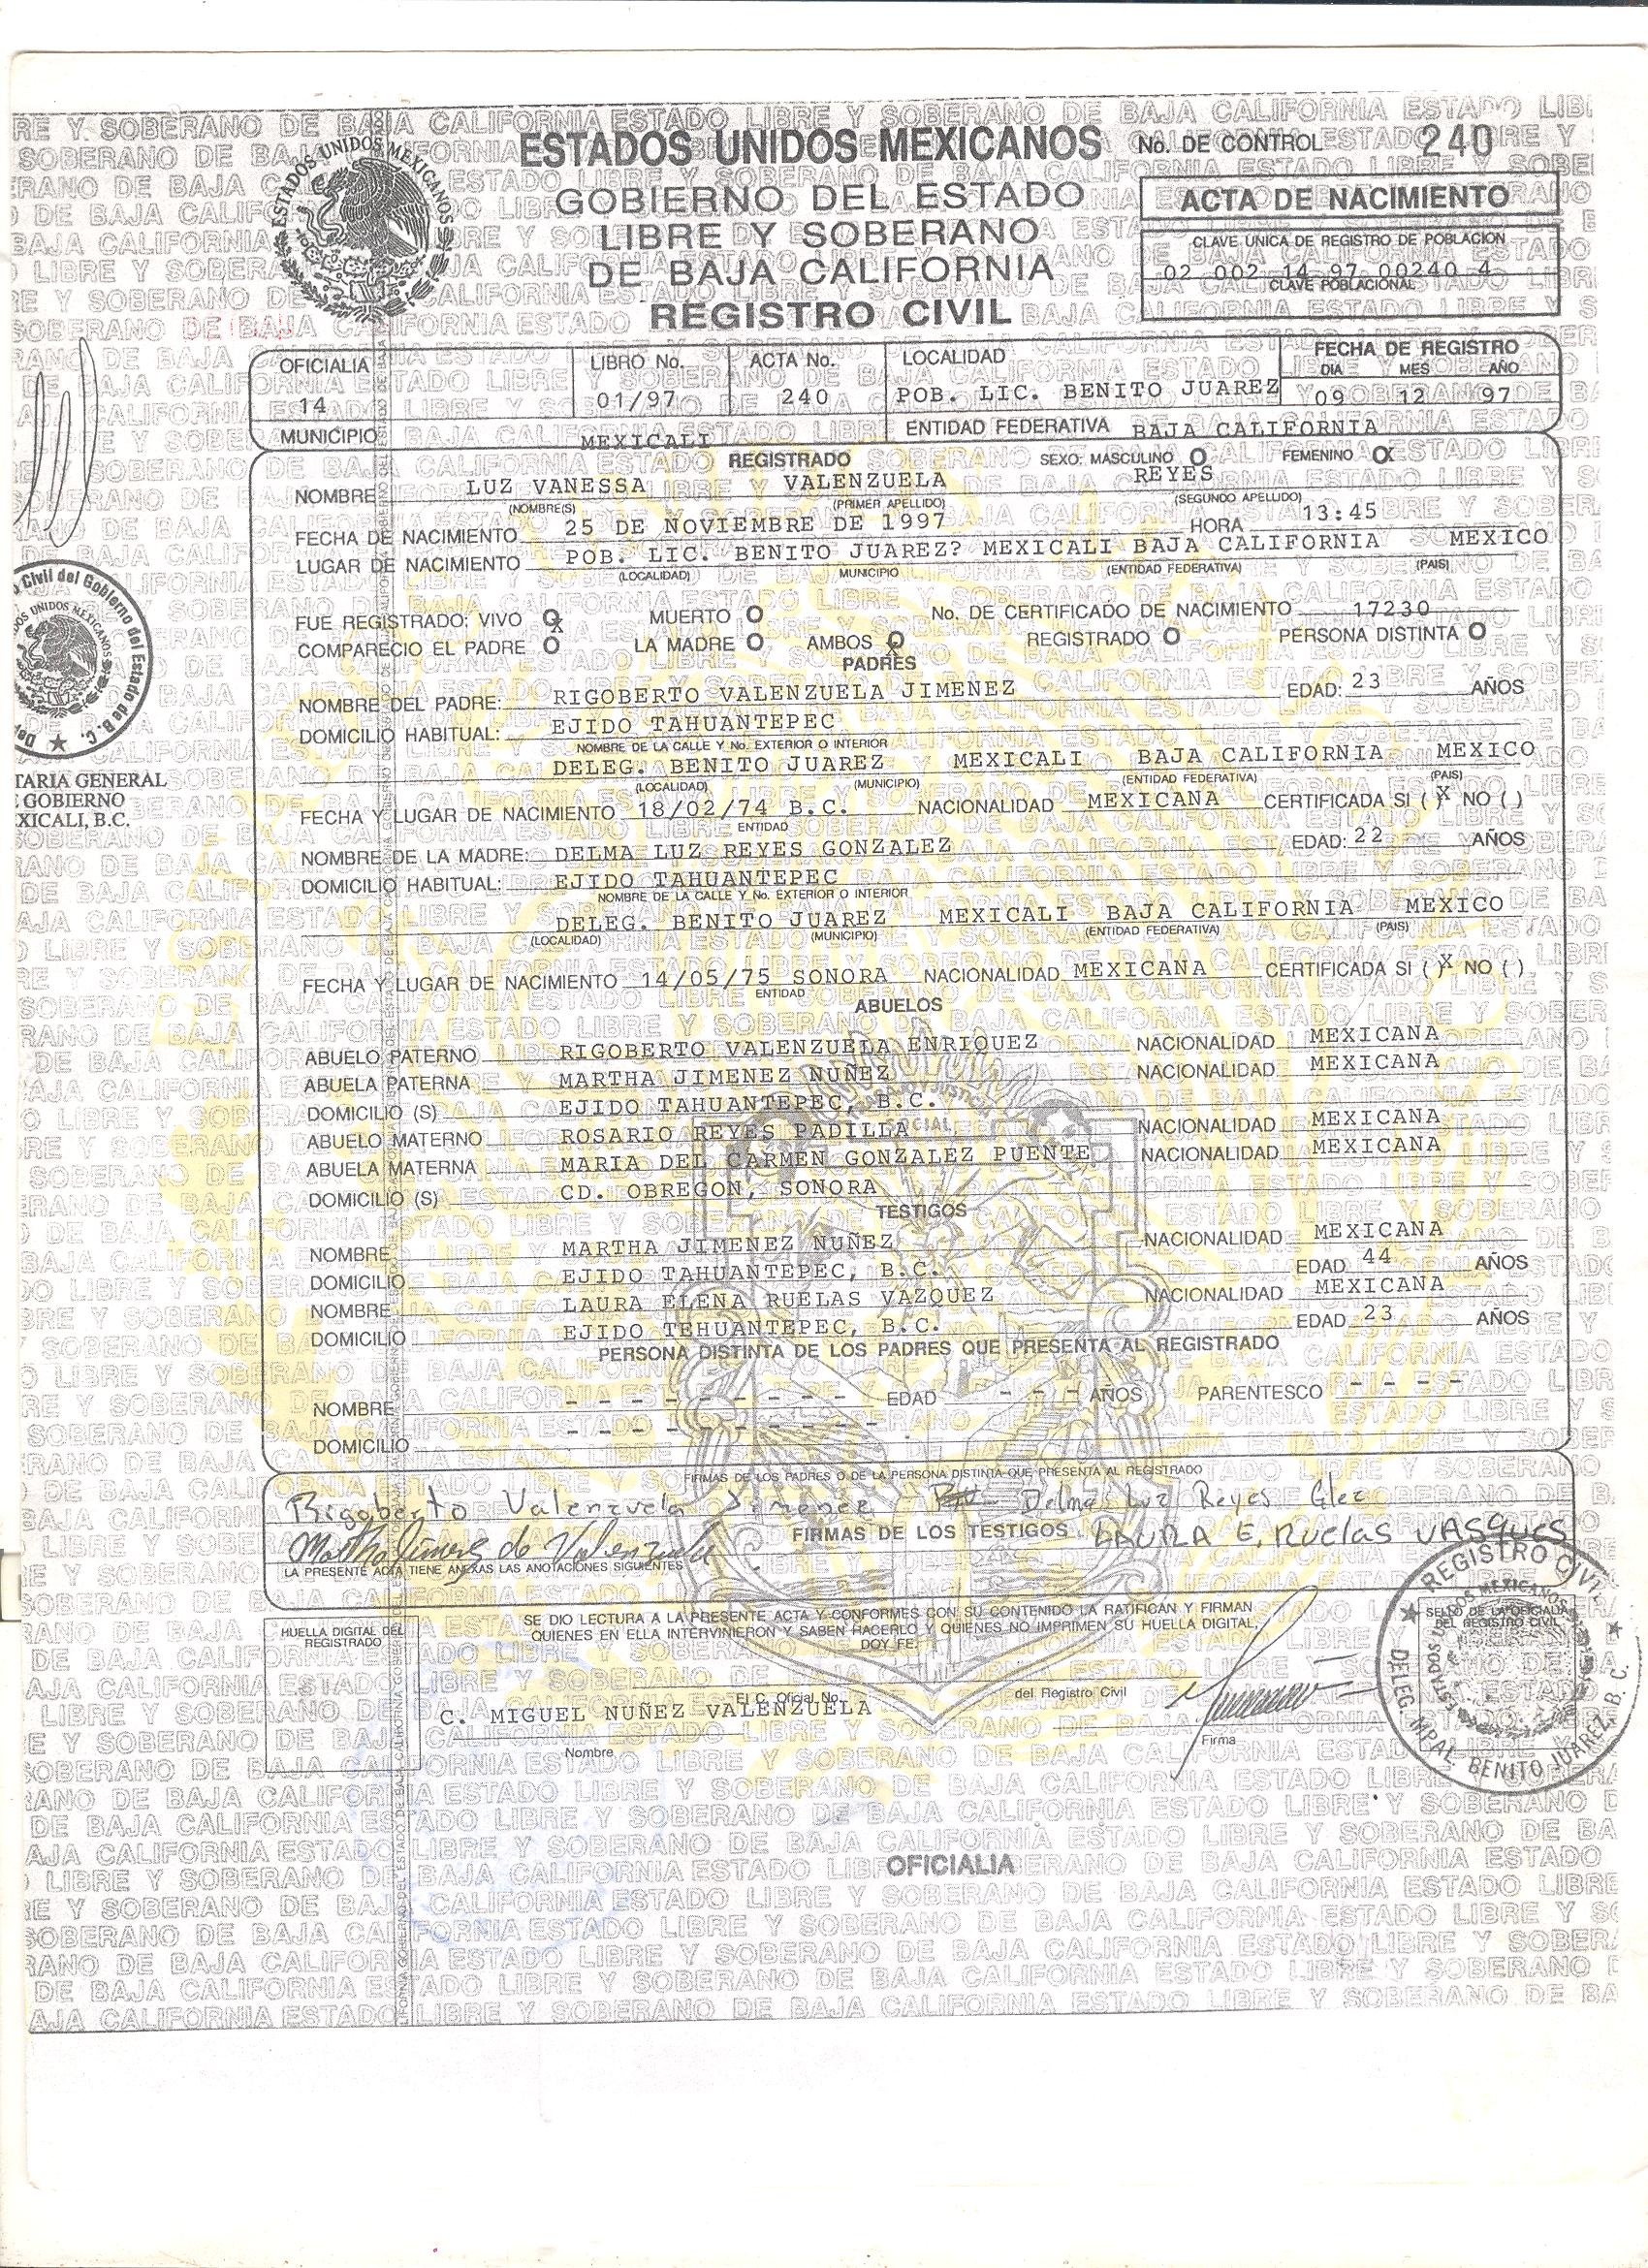 ESTADOS UNIDOS MEXICANOS
No. DE CONTROL 240
GOBIERNO DEL ESTADO
LIBRE Y SOBERANO
DE BAJA CALIFORNIA
REGISTRO CIVIL
ESTADOS UNIDOS MEXICANOS
ACTA DE NACIMIENTO
CLAVE UNICA DE REGISTRO DE POBLACION
02 002 14 97 00240 4
CLAVE POBLACIONAL
OFICIALIA LIBRO No. ACTA No. LOCALIDAD FECHA DE REGISTRO
DIA MES AÑO
14 01/97 240 POB. LIC. BENITO JUAREZ 09 12 97
MUNICIPIO MEXICALI ENTIDAD FEDERATIVA BAJA CALIFORNIA
REGISTRADO SEXO: MASCULINO O FEMENINO
NOMBRE LUZ VANESSA VALENZUELA REYES
(NOMBRE(S) (PRIMER APELLIDO) (SEGUNDO APELLIDO)
FECHA DE NACIMIENTO 25 DE NOVIEMBRE DE 1997 HORA 13:45
LUGAR DE NACIMIENTO POB. LIC. BENITO JUAREZ? MEXICALI BAJA CALIFORNIA MEXICO
(LOCALIDAD) MUNICIPIO (ENTIDAD FEDERATIVA) (PAIS)
FUE REGISTRADO: VIVO X MUERTO O No. DE CERTIFICADO DE NACIMIENTO 17230
COMPARECIO EL PADRE O LA MADRE O AMBOS X REGISTRADO O PERSONA DISTINTA O
PADRES
NOMBRE DEL PADRE: RIGOBERTO VALENZUELA JIMENEZ EDAD: 23 AÑOS
DOMICILIO HABITUAL: EJIDO TAHUANTEPEC
NOMBRE DE LA CALLE Y No. EXTERIOR O INTERIOR
DELEG. BENITO JUAREZ MEXICALI BAJA CALIFORNIA MEXICO
(LOCALIDAD) (MUNICIPIO) (ENTIDAD FEDERATIVA) (PAIS)
FECHA Y LUGAR DE NACIMIENTO 18/02/74 B.C. NACIONALIDAD MEXICANA CERTIFICADA SI (X NO ( )
ENTIDAD
NOMBRE DE LA MADRE: DELMA LUZ REYES GONZALEZ EDAD: 22 AÑOS
DOMICILIO HABITUAL: EJIDO TAHUANTEPEC
NOMBRE DE LA CALLE Y No. EXTERIOR O INTERIOR
DELEG. BENITO JUAREZ MEXICALI BAJA CALIFORNIA MEXICO
(LOCALIDAD) (MUNICIPIO) (ENTIDAD FEDERATIVA) (PAIS)
FECHA Y LUGAR DE NACIMIENTO 14/05/75 SONORA NACIONALIDAD MEXICANA CERTIFICADA SI (X NO ( )
ENTIDAD
ABUELOS
ABUELO PATERNO RIGOBERTO VALENZUELA ENRIQUEZ NACIONALIDAD MEXICANA
ABUELA PATERNA MARTHA JIMENEZ NUÑEZ NACIONALIDAD MEXICANA
DOMICILIO (S) EJIDO TAHUANTEPEC, B.C.
ABUELO MATERNO ROSARIO REYES PADILLA NACIONALIDAD MEXICANA
ABUELA MATERNA MARIA DEL CARMEN GONZALEZ PUENTE NACIONALIDAD MEXICANA
DOMICILIO (S) CD. OBREGON, SONORA
TESTIGOS
NOMBRE MARTHA JIMENEZ NUÑEZ NACIONALIDAD MEXICANA
DOMICILIO EJIDO TAHUANTEPEC, B.C. EDAD 44 AÑOS
NOMBRE LAURA ELENA RUELAS VAZQUEZ NACIONALIDAD MEXICANA
DOMICILIO EJIDO TEHUANTEPEC, B.C. EDAD 23 AÑOS
PERSONA DISTINTA DE LOS PADRES QUE PRESENTA AL REGISTRADO
NOMBRE - - - - - - - - - EDAD - - - AÑOS PARENTESCO - - - -
DOMICILIO - - - - - - - - - -
FIRMAS DE LOS PADRES O DE LA PERSONA DISTINTA QUE PRESENTA AL REGISTRADO
Rigoberto Valenzuela Jimenez Delma Luz Reyes Glez
FIRMAS DE LOS TESTIGOS LAURA E. Ruelas VASQUES
Martha Jimenez de Valenzuela
LA PRESENTE ACTA TIENE ANEXAS LAS ANOTACIONES SIGUIENTES
HUELLA DIGITAL DEL
REGISTRADO
SE DIO LECTURA A LA PRESENTE ACTA Y CONFORMES CON SU CONTENIDO LA RATIFICAN Y FIRMAN
QUIENES EN ELLA INTERVINIERON Y SABEN HACERLO Y QUIENES NO IMPRIMEN SU HUELLA DIGITAL,
DOY FE.
El C. Oficial No. del Registro Civil
C. MIGUEL NUÑEZ VALENZUELA
Nombre
Firma
REGISTRO CIVIL
ESTADOS UNIDOS MEXICANOS
SELLO DE LA OFICIALIA
DEL REGISTRO CIVIL
DELEG. MPAL. BENITO JUAREZ, B.C.
OFICIALIA
Civil del Gobierno del Estado de B. C.
TARIA GENERAL
GOBIERNO
XICALI, B.C.